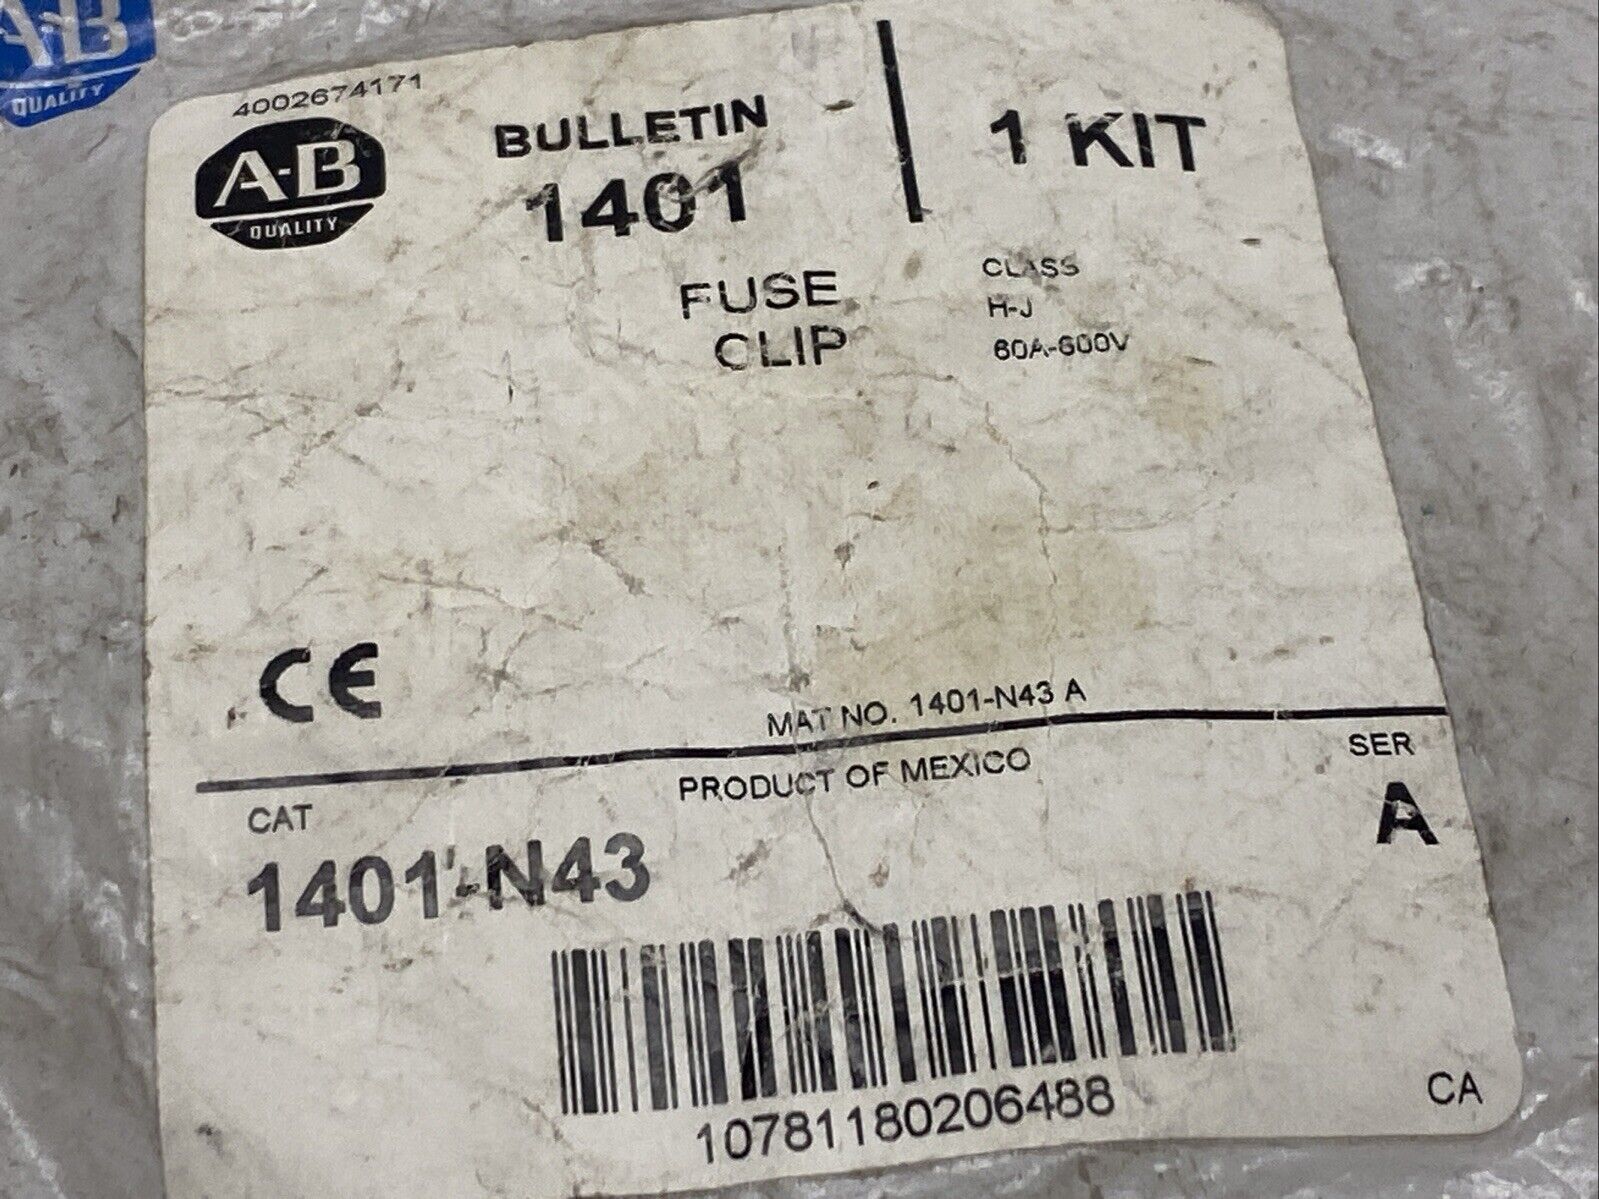 A-B
QUALITY
4002674171
A-B
QUALITY
BULLETIN
1401
1 KIT
FUSE
CLIP
CLASS
H-J
60A-600V
CE
MAT NO. 1401-N43 A
PRODUCT OF MEXICO
SER
A
CAT
1401-N43
10781180206488
CA